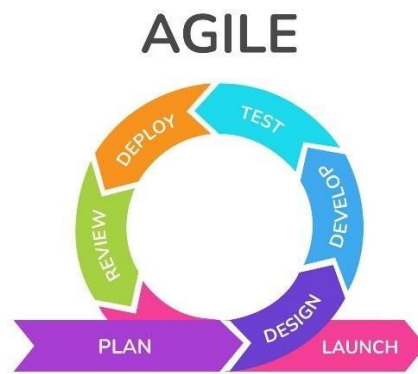 AGILE
PLAN
DESIGN
DEVELOP
TEST
DEPLOY
REVIEW
LAUNCH